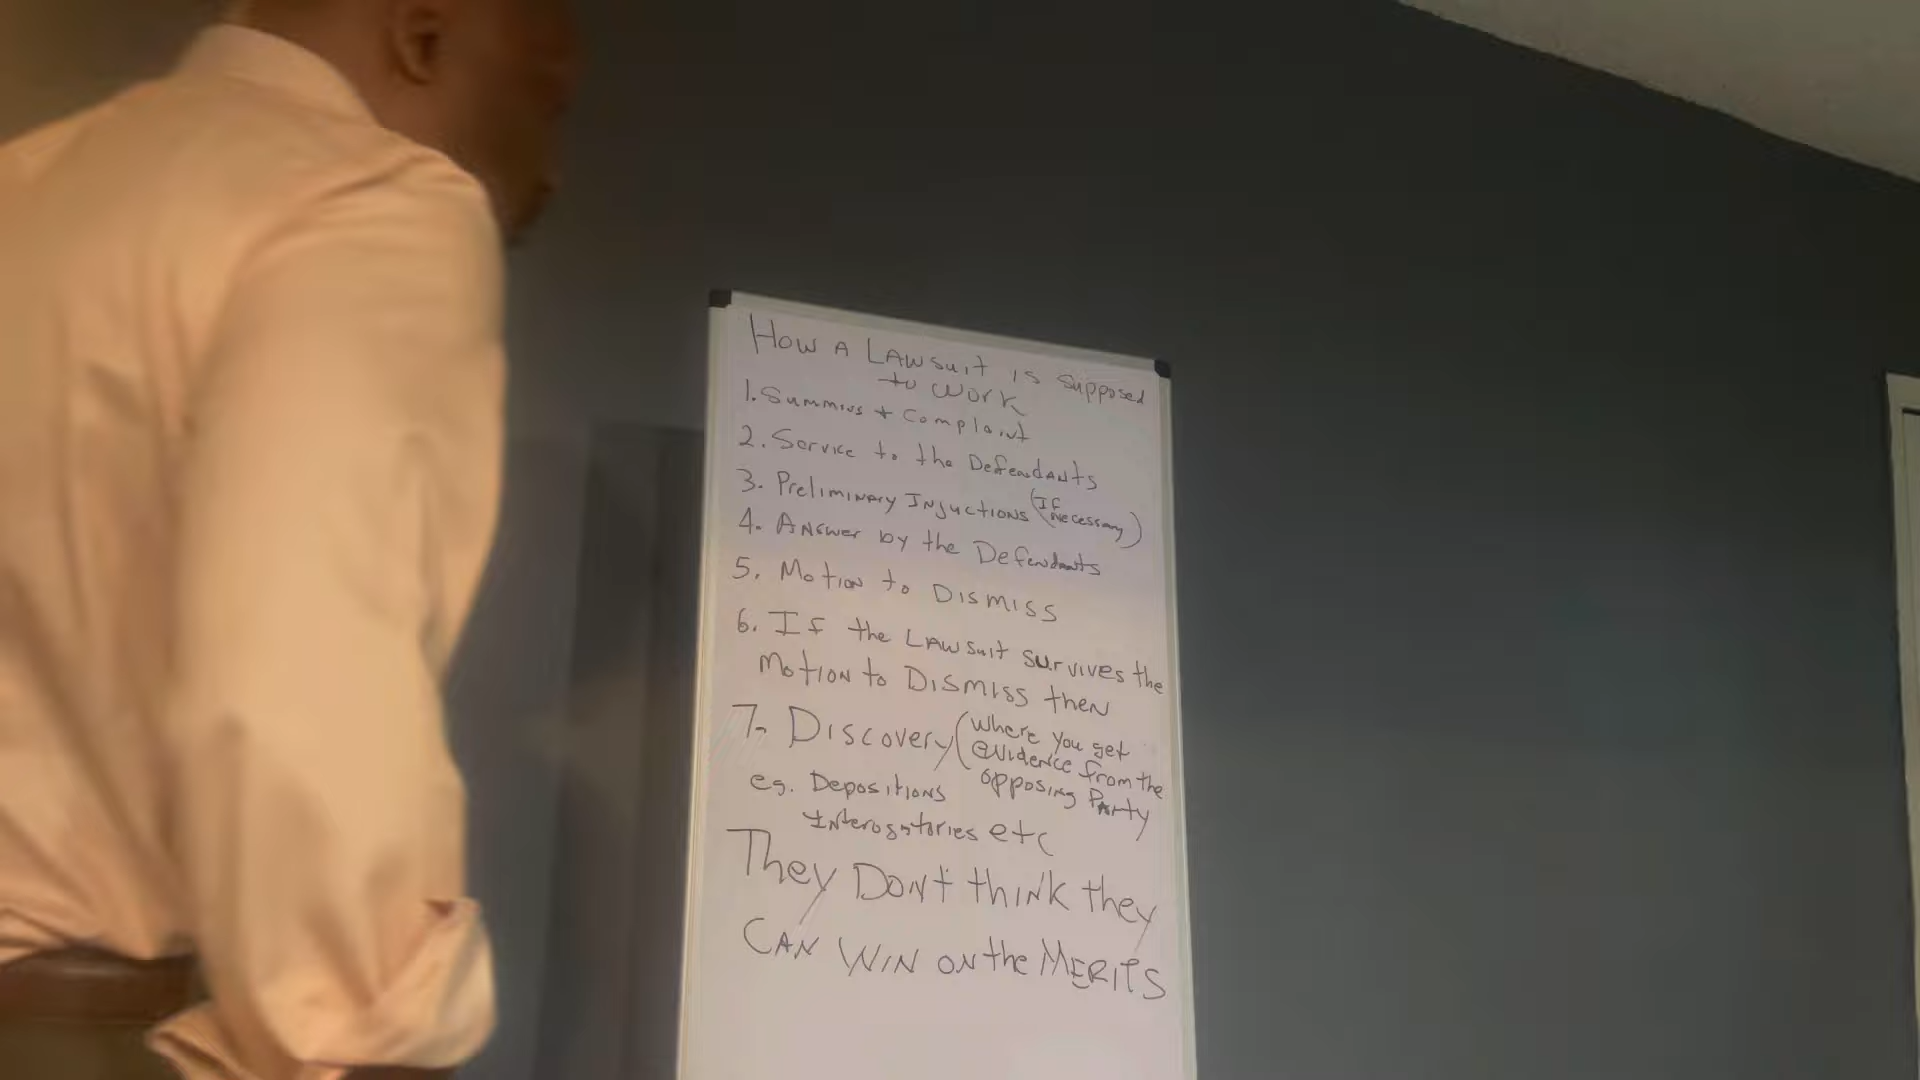 How A LAWSuit is supposed
to Work
1. Summins + Complaint
2. Service to the Defendants
3. Preliminary Injuctions (If necessary)
4. Answer by the Defendants
5. Motion to Dismiss
6. If the LAWSuit survives the
Motion to Dismiss then
7. Discovery (where you get
evidence from the
opposing Party
eg. Depositions
Interogatories etc
They Dont think they
CAN WIN on the MERITS